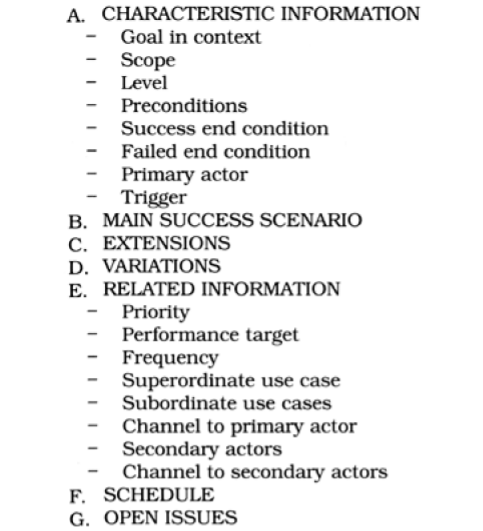 A. CHARACTERISTIC INFORMATION
– Goal in context
– Scope
– Level
– Preconditions
– Success end condition
– Failed end condition
– Primary actor
– Trigger
B. MAIN SUCCESS SCENARIO
C. EXTENSIONS
D. VARIATIONS
E. RELATED INFORMATION
– Priority
– Performance target
– Frequency
– Superordinate use case
– Subordinate use cases
– Channel to primary actor
– Secondary actors
– Channel to secondary actors
F. SCHEDULE
G. OPEN ISSUES